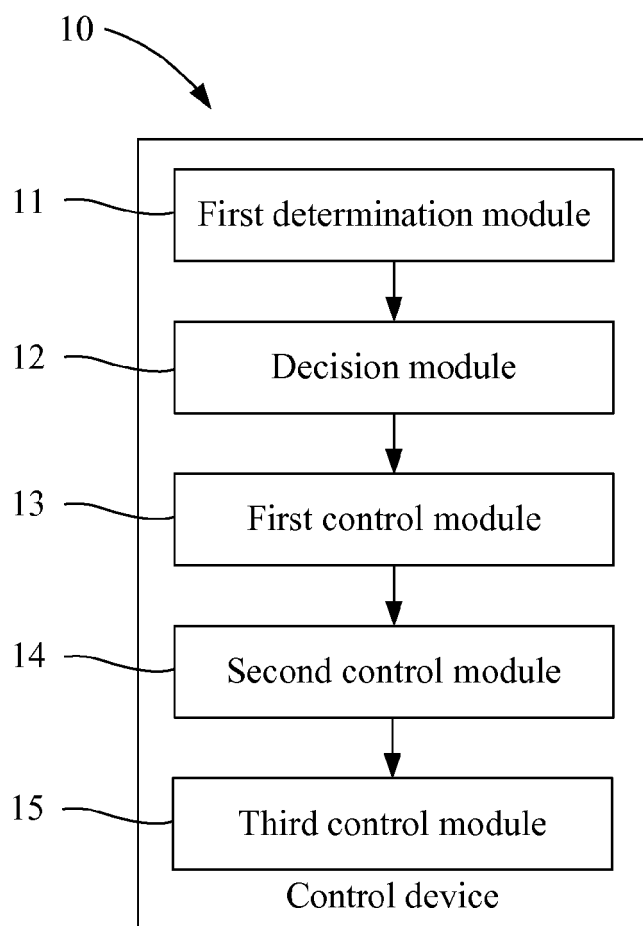 10
11
First determination module
12
Decision module
13
First control module
14
Second control module
15
Third control module
Control device